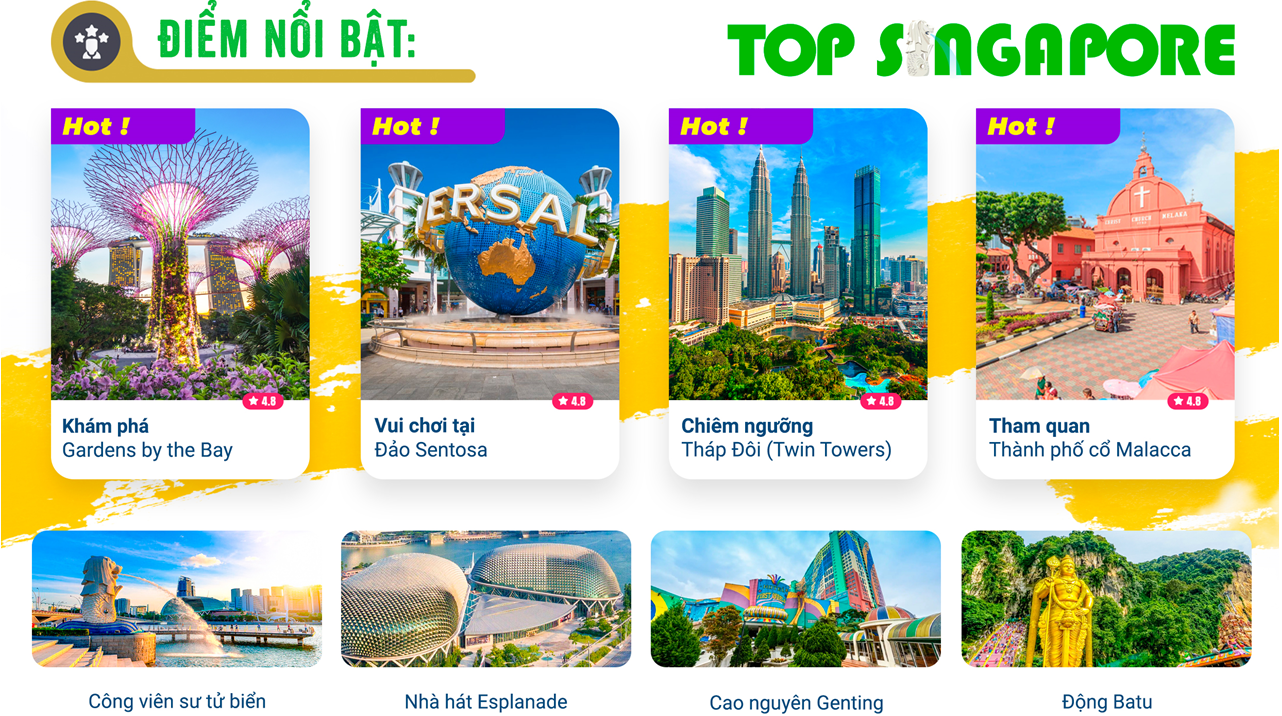 ĐIỂM NỔI BẬT:
TOP SINGAPORE
Hot !
Hot !
Hot !
Hot !
ERSAL
CHRIST CHURCH MELAKA
4.8
4.8
4.8
4.8
Khám phá
Gardens by the Bay
Vui chơi tại
Đảo Sentosa
Chiêm ngưỡng
Tháp Đôi (Twin Towers)
Tham quan
Thành phố cổ Malacca
Công viên sư tử biển
Nhà hát Esplanade
Cao nguyên Genting
Động Batu